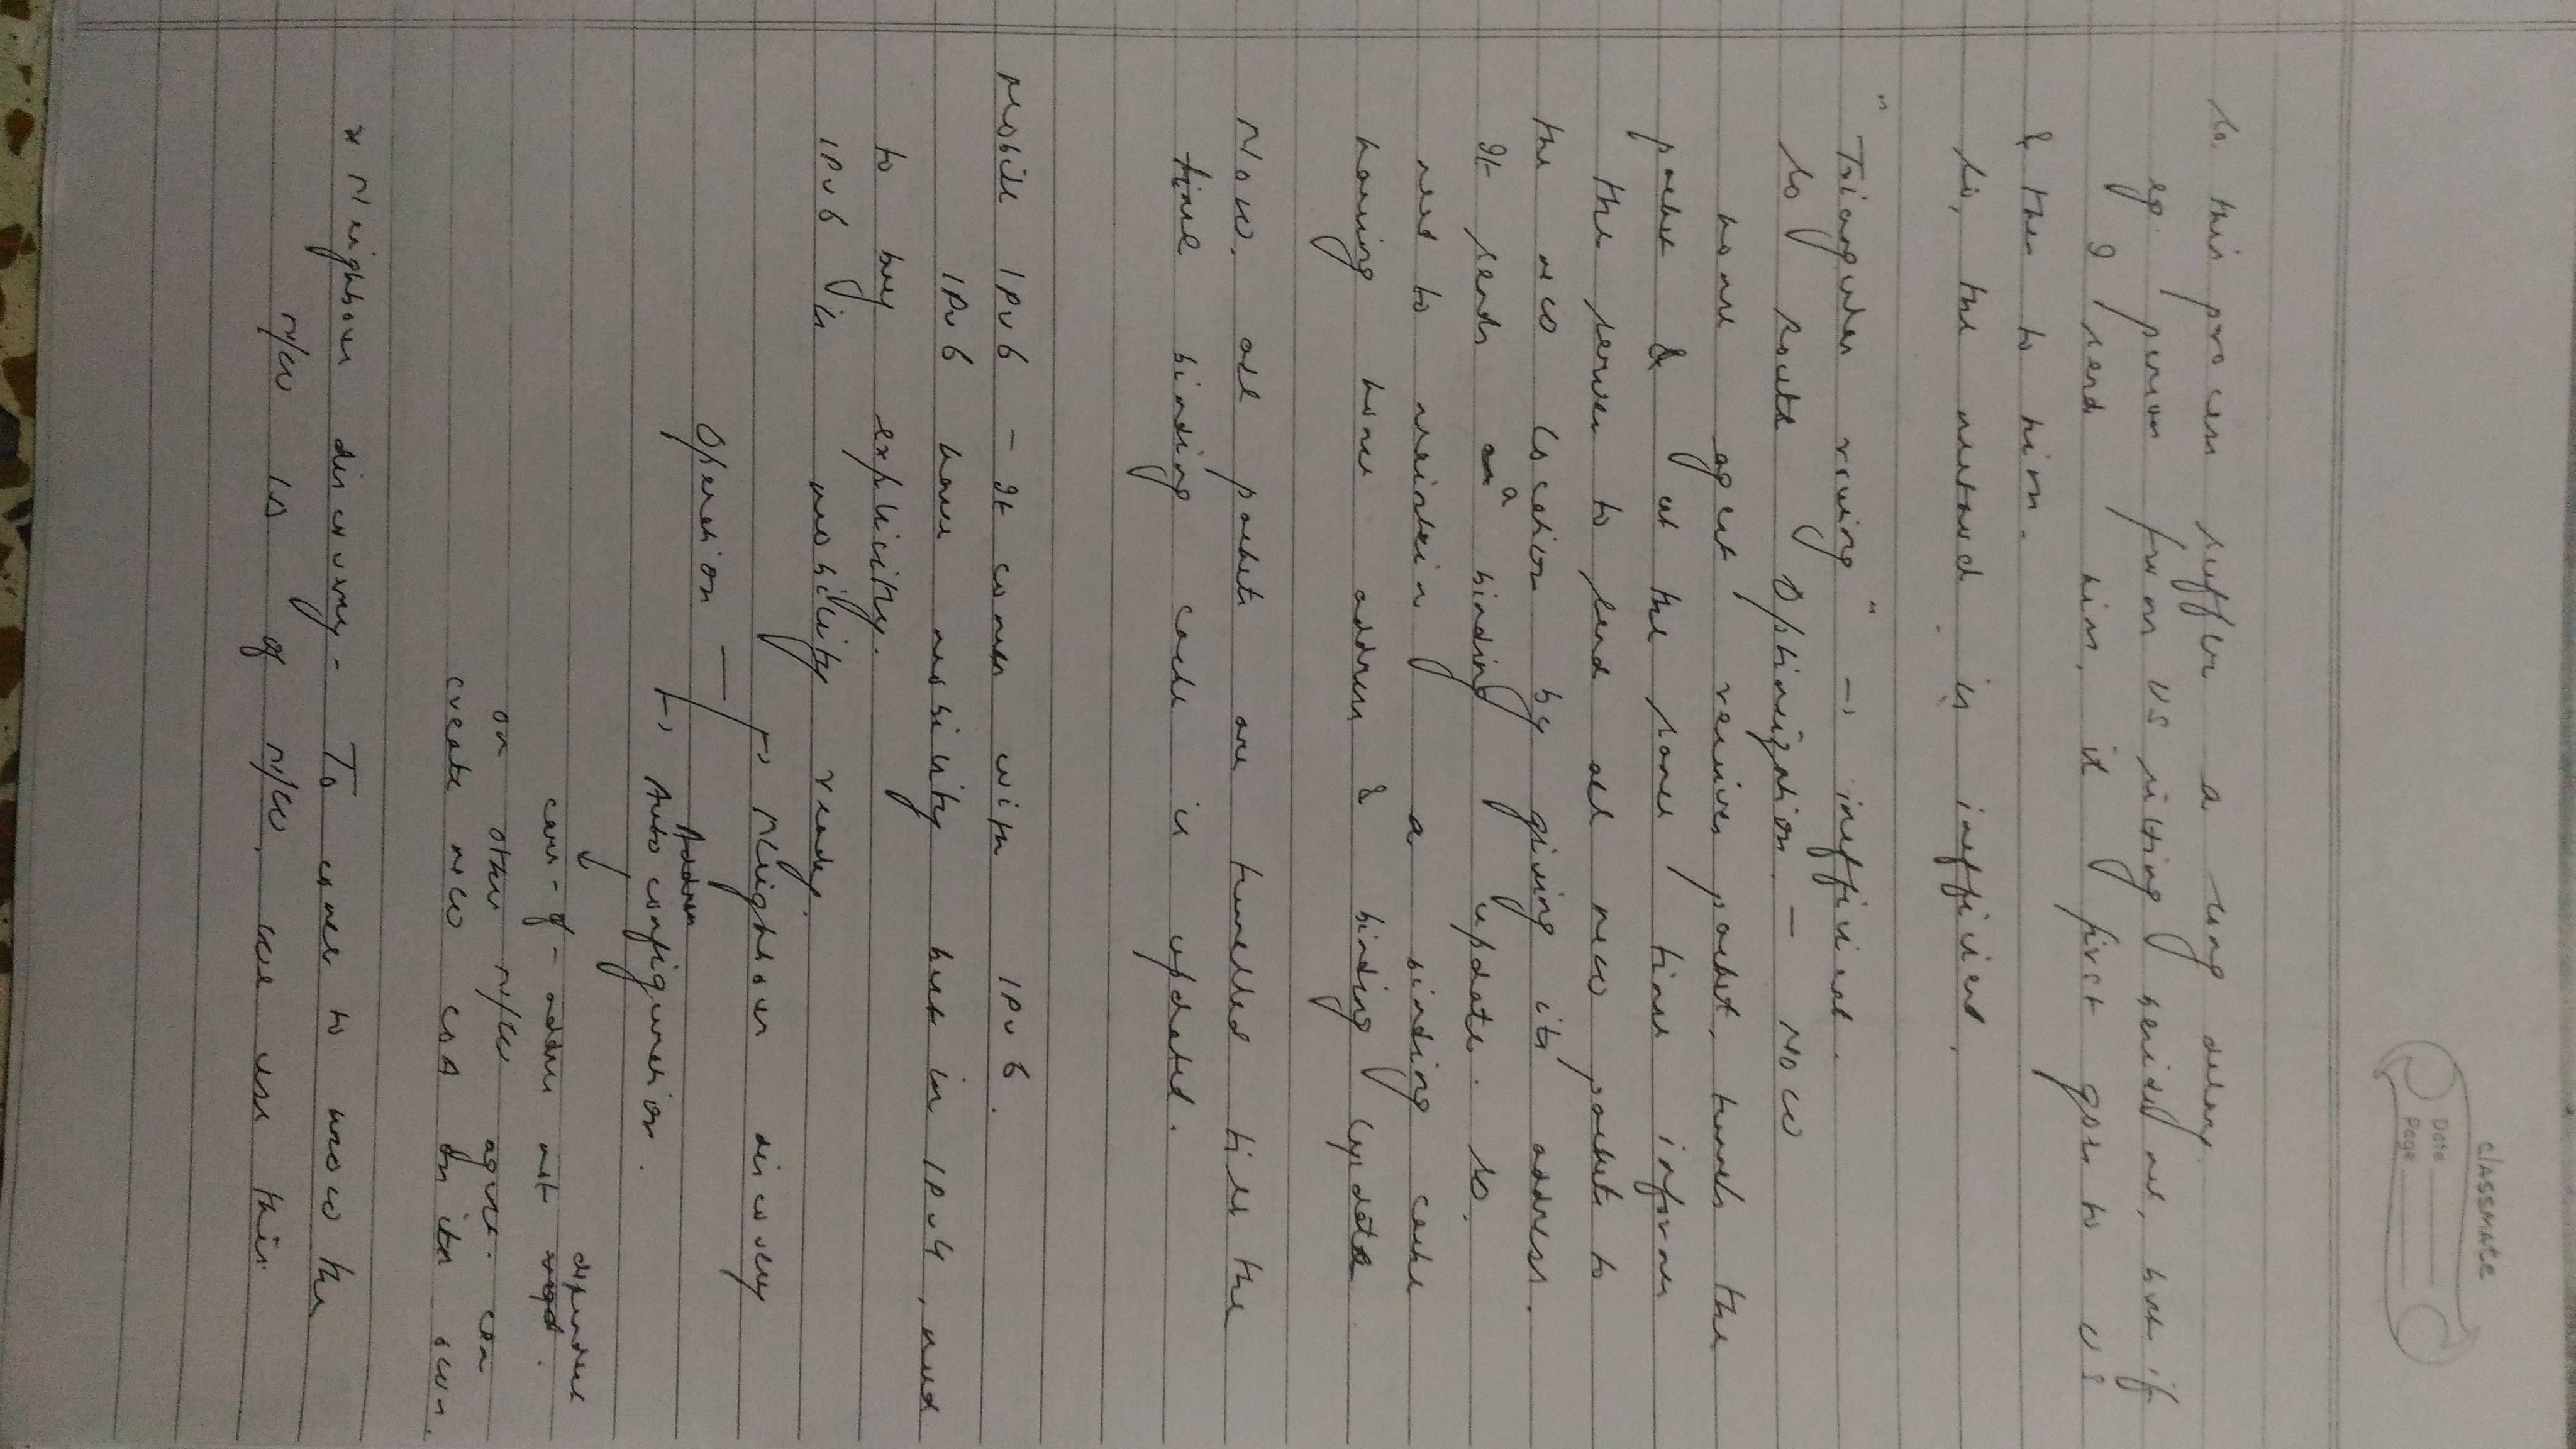 classmate
Date
Page
So this process suffer a long delay.
eg. person from US sitting beside me, but if
I send him, it first goes to US
& then to him.
So, the method is inefficient.
"Triangular routing" → inefficient.
So Route Optimization. - Now
home agent receives packet, tunnels the
packet & at the same time informs
the server to send all new packets to
the new location by giving its address.
It sends a binding update. So,
need to maintain a binding cache
having home address & binding update
Now, all packets are tunelled till the
time binding cache is updated.
Mobile IPv6 - It comes with IPv6.
IPv6 have mobility but in IPv4, need
to buy explicitly.
IPv6 is mobility ready.
→ Neighbour discovery
Operation -
Address
→ Auto configuration.
↓
dependent
care-of-address not reqd.
on other n/w agent. can
create new COA on its own.
* Neighbour discovery - To come to know the
n/w ID of n/w, we use this